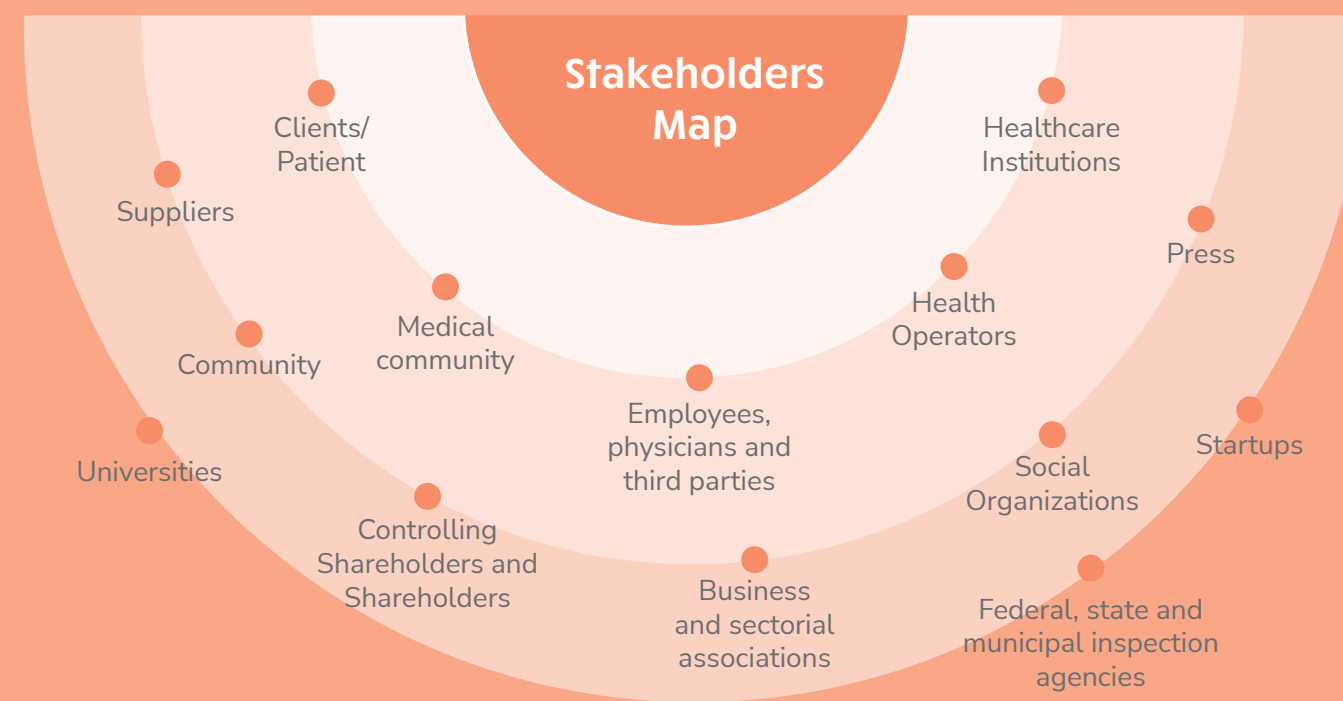 Stakeholders
Map
Clients/
Patient
Healthcare
Institutions
Suppliers
Press
Medical
community
Health
Operators
Community
Employees,
physicians and
third parties
Universities
Startups
Social
Organizations
Controlling
Shareholders and
Shareholders
Business
and sectorial
associations
Federal, state and
municipal inspection
agencies